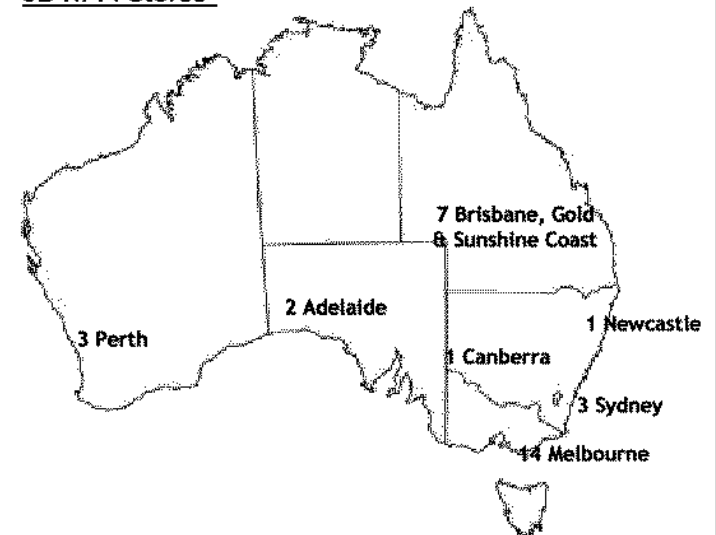 7 Brisbane, Gold
& Sunshine Coast
2 Adelaide
1 Newcastle
3 Perth
1 Canberra
3 Sydney
14 Melbourne